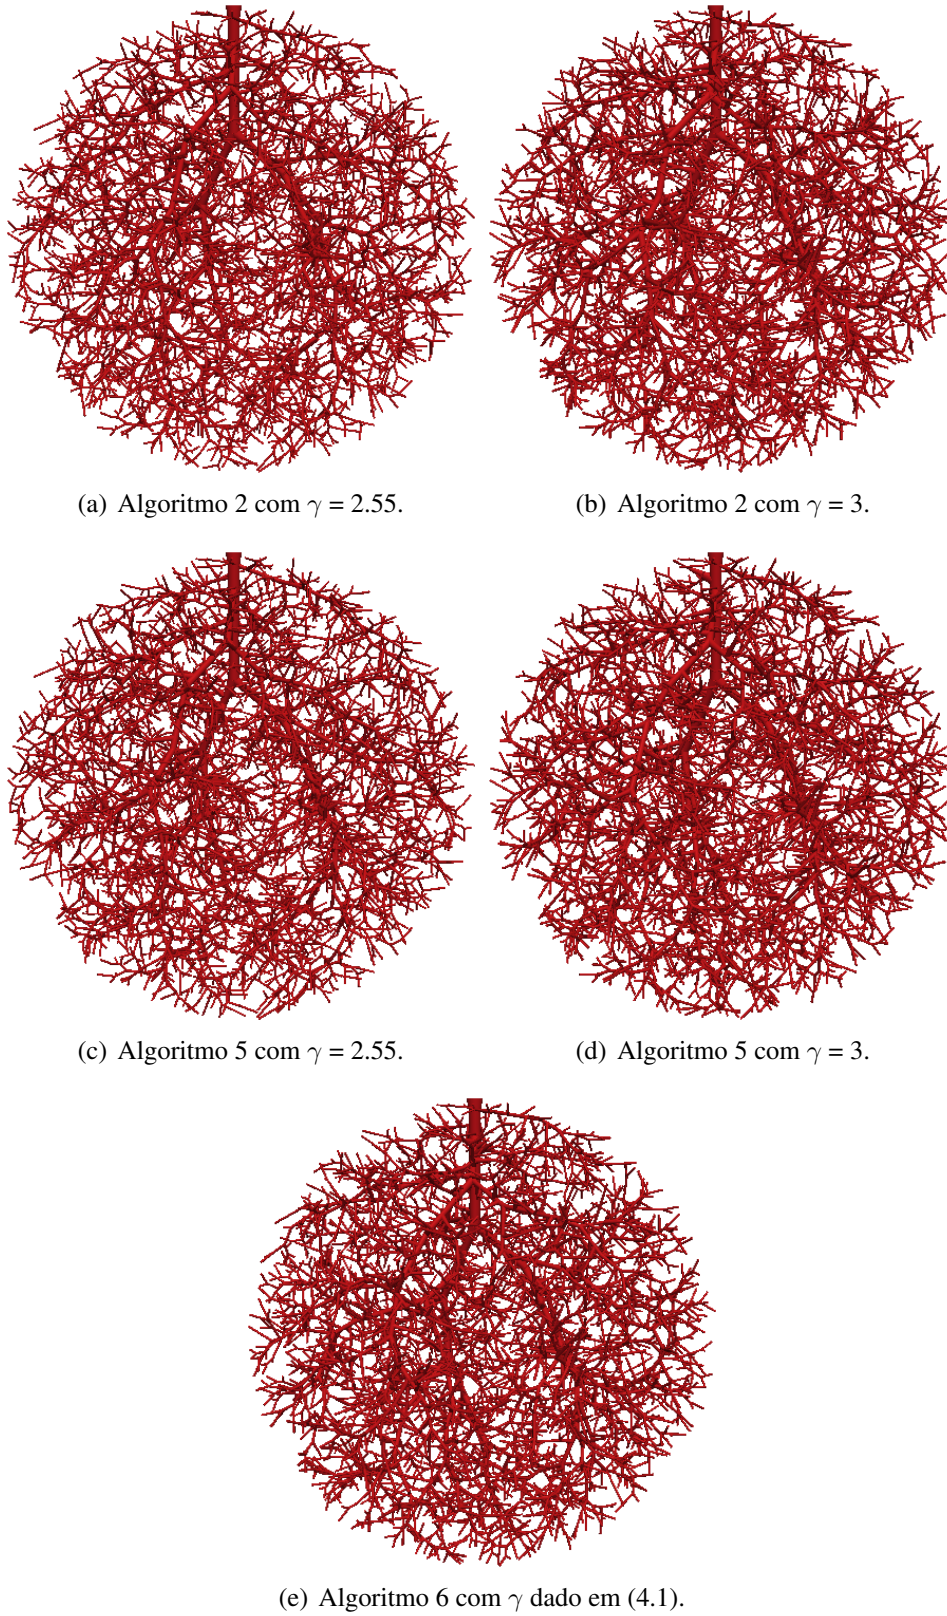 (a) Algoritmo 2 com γ = 2.55.
(b) Algoritmo 2 com γ = 3.
(c) Algoritmo 5 com γ = 2.55.
(d) Algoritmo 5 com γ = 3.
(e) Algoritmo 6 com γ dado em (4.1).